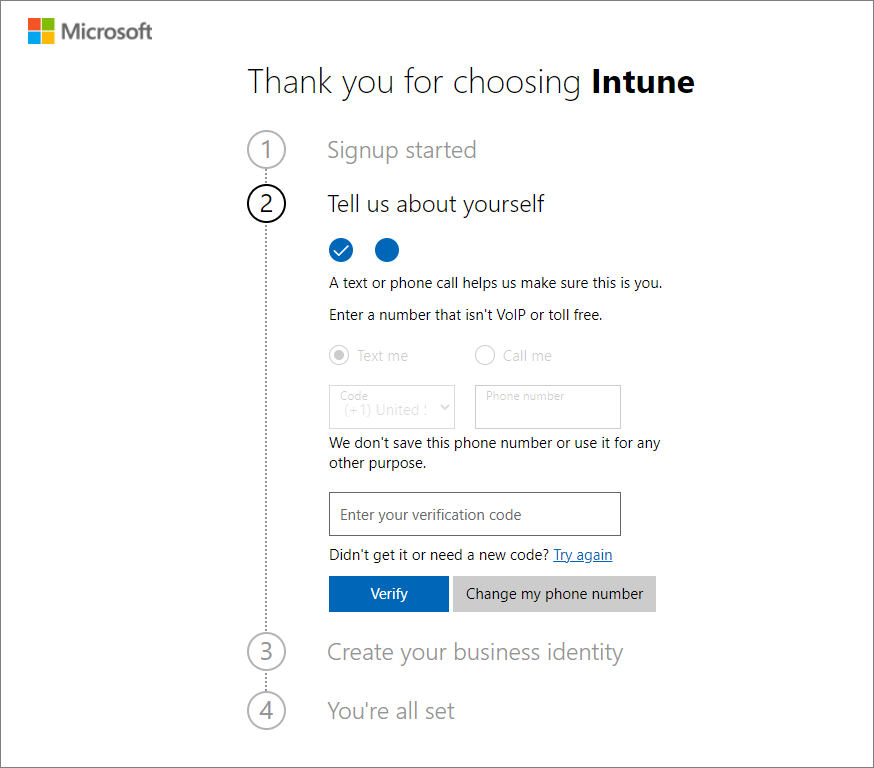 Microsoft
Thank you for choosing Intune
1 Signup started
2 Tell us about yourself
A text or phone call helps us make sure this is you.
Enter a number that isn't VoIP or toll free.
Text me Call me
Code Phone number
(+1) United
We don't save this phone number or use it for any
other purpose.
Enter your verification code
Didn't get it or need a new code? Try again
Verify Change my phone number
3 Create your business identity
4 You're all set